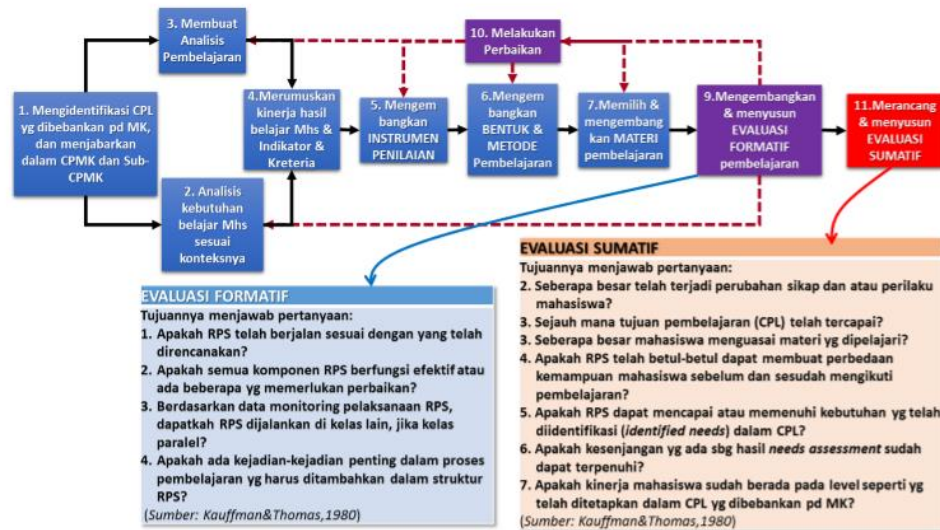 3. Membuat
Analisis
Pembelajaran
10. Melakukan
Perbaikan
1. Mengidentifikasi CPL
yg dibebankan pd MK,
dan menjabarkan
dalam CPMK dan Sub-
CPMK
4.Merumuskan
kinerja hasil
belajar Mhs &
Indikator &
Kreteria
5. Mengem
bangkan
INSTRUMEN
PENILAIAN
6.Mengem
bangkan
BENTUK &
METODE
Pembelajaran
7.Memilih &
mengembang
kan MATERI
pembelajaran
9.Mengembangkan
& menyusun
EVALUASI
FORMATIF
pembelajaran
11.Merancang
& menyusun
EVALUASI
SUMATIF
2. Analisis
kebutuhan
belajar Mhs
sesuai
konteksnya
EVALUASI FORMATIF
Tujuannya menjawab pertanyaan:
1. Apakah RPS telah berjalan sesuai dengan yang telah
direncanakan?
2. Apakah semua komponen RPS berfungsi efektif atau
ada beberapa yg memerlukan perbaikan?
3. Berdasarkan data monitoring pelaksanaan RPS,
dapatkah RPS dijalankan di kelas lain, jika kelas
paralel?
4. Apakah ada kejadian-kejadian penting dalam proses
pembelajaran yg harus ditambahkan dalam struktur
RPS?
(Sumber: Kauffman&Thomas,1980)
EVALUASI SUMATIF
Tujuannya menjawab pertanyaan:
2. Seberapa besar telah terjadi perubahan sikap dan atau perilaku
mahasiswa?
3. Sejauh mana tujuan pembelajaran (CPL) telah tercapai?
3. Seberapa besar mahasiswa menguasai materi yg dipelajari?
4. Apakah RPS telah betul-betul dapat membuat perbedaan
kemampuan mahasiswa sebelum dan sesudah mengikuti
pembelajaran?
5. Apakah RPS dapat mencapai atau memenuhi kebutuhan yg telah
diidentifikasi (identified needs) dalam CPL?
6. Apakah kesenjangan yg ada sbg hasil needs assessment sudah
dapat terpenuhi?
7. Apakah kinerja mahasiswa sudah berada pada level seperti yg
telah ditetapkan dalam CPL yg dibebankan pd MK?
(Sumber: Kauffman&Thomas,1980)